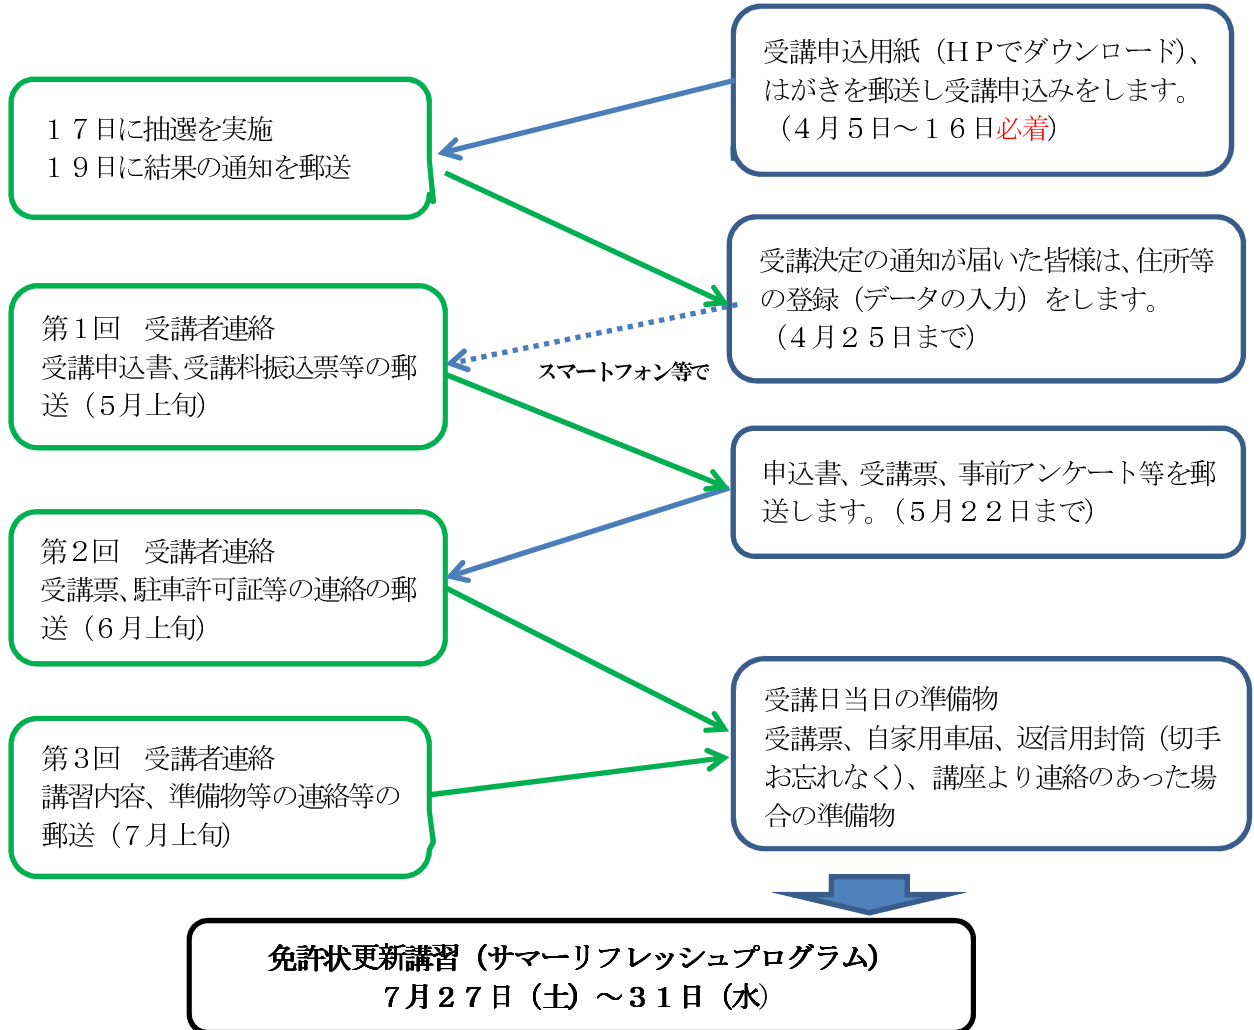 受講申込用紙（ＨＰでダウンロード）、
はがきを郵送し受講申込みをします。
（４月５日～１６日必着）
１７日に抽選を実施
１９日に結果の通知を郵送
受講決定の通知が届いた皆様は、住所等
の登録（データの入力）をします。
（４月２５日まで）
スマートフォン等で
第１回　受講者連絡
受講申込書、受講料振込票等の郵
送（５月上旬）
申込書、受講票、事前アンケート等を郵
送します。（５月２２日まで）
第２回　受講者連絡
受講票、駐車許可証等の連絡の郵
送（６月上旬）
受講日当日の準備物
受講票、自家用車届、返信用封筒（切手
お忘れなく）、講座より連絡のあった場
合の準備物
第３回　受講者連絡
講習内容、準備物等の連絡等の
郵送（７月上旬）
免許状更新講習（サマーリフレッシュプログラム）
７月２７日（土）～３１日（水）